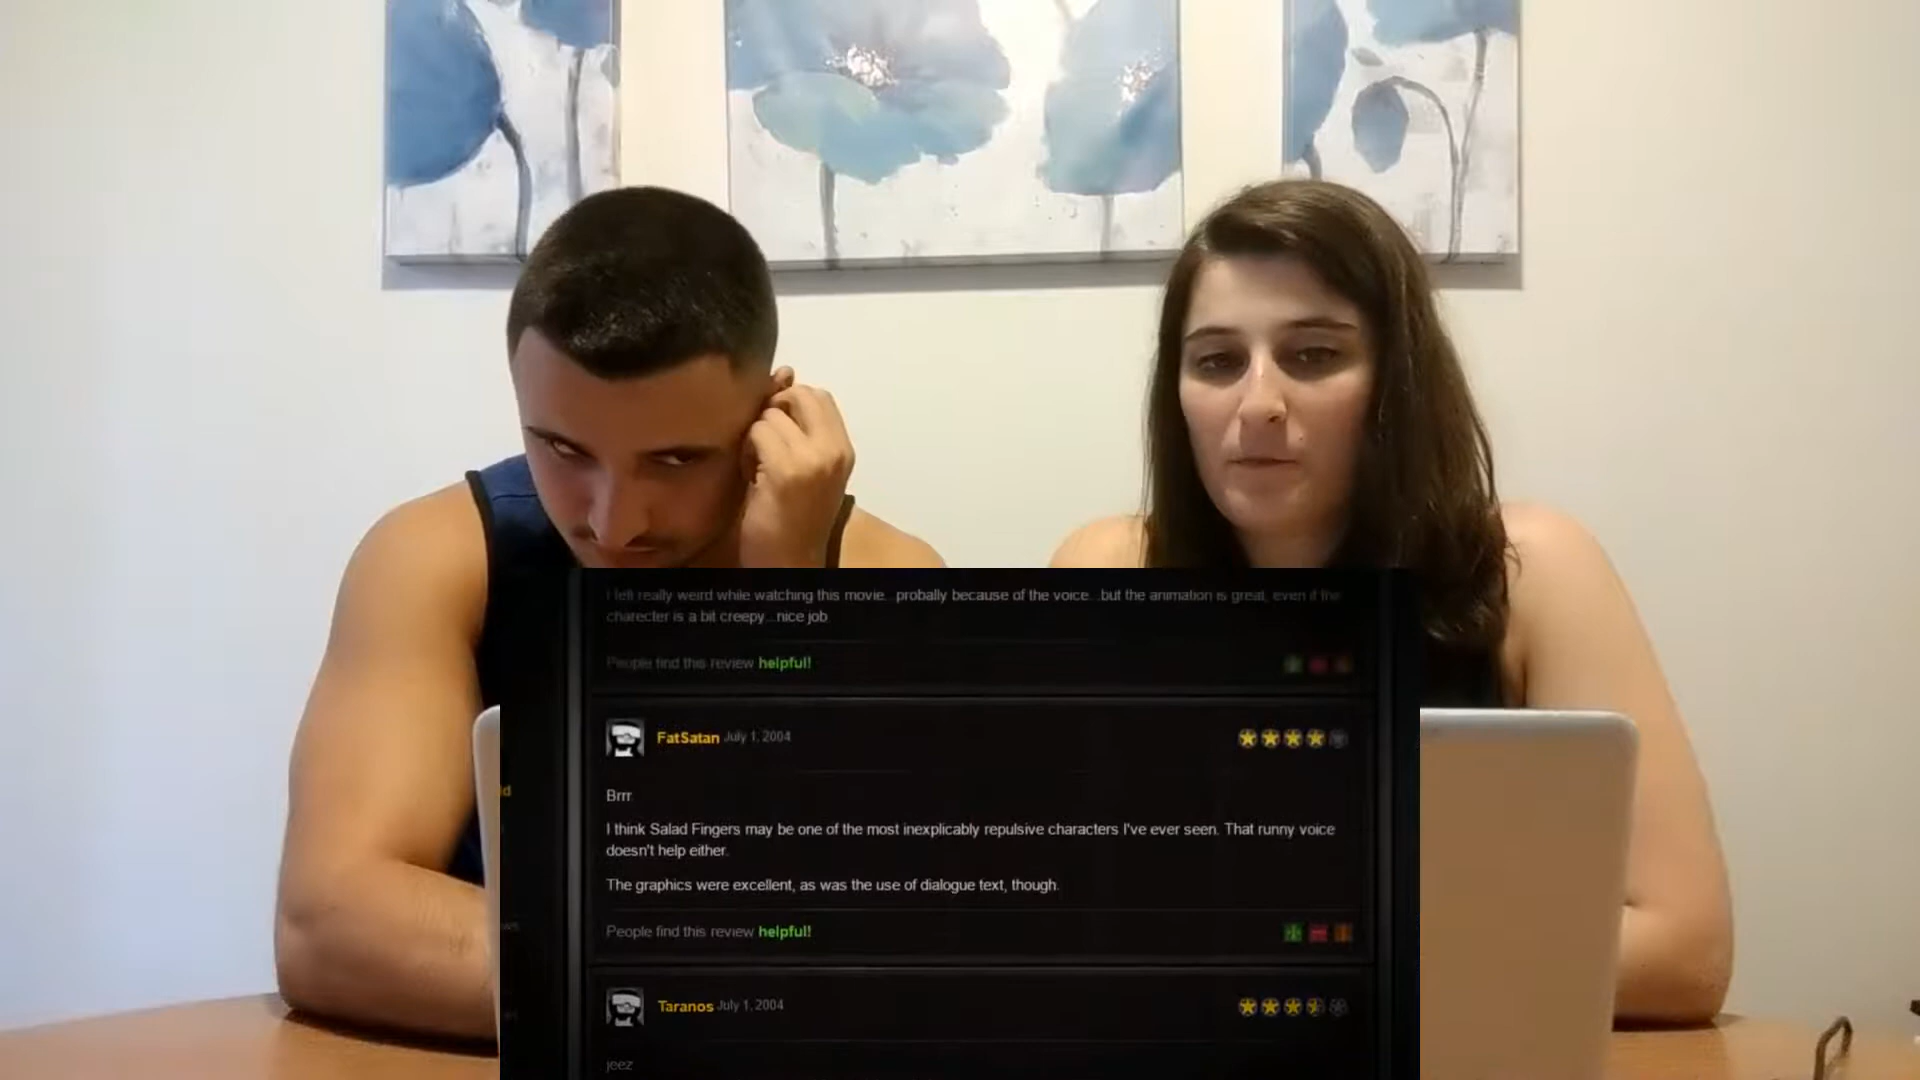 I felt really weird while watching this movie...probally because of the voice...but the animation is great, even if the
charecter is a bit creepy...nice job
People find this review helpful!
FatSatan July 1, 2004
Brrr.
I think Salad Fingers may be one of the most inexplicably repulsive characters I've ever seen. That runny voice
doesn't help either.
The graphics were excellent, as was the use of dialogue text, though.
People find this review helpful!
Taranos July 1, 2004
jeez